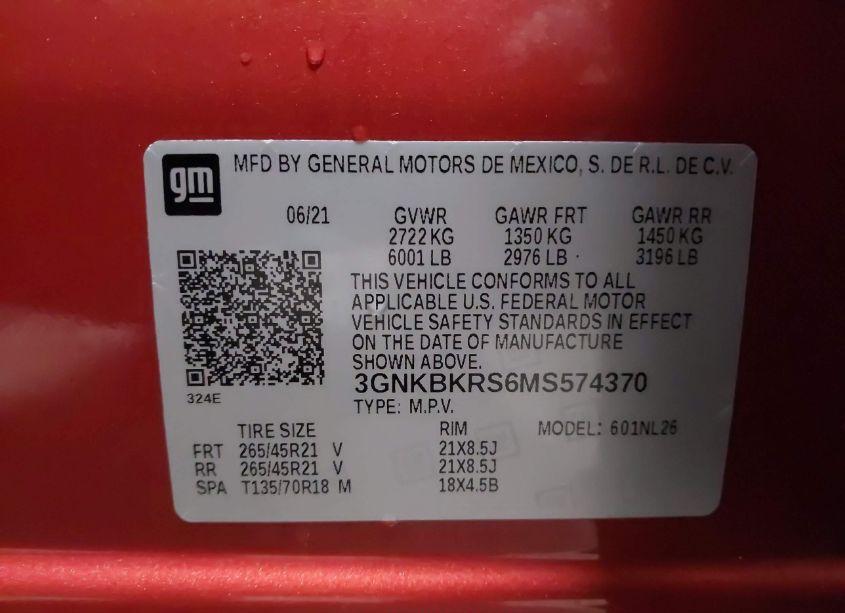 gm
MFD BY GENERAL MOTORS DE MEXICO, S. DE R.L. DE C.V.
06/21 GVWR GAWR FRT GAWR RR
2722 KG 1350 KG 1450 KG
6001 LB 2976 LB 3196 LB
THIS VEHICLE CONFORMS TO ALL
APPLICABLE U.S. FEDERAL MOTOR
VEHICLE SAFETY STANDARDS IN EFFECT
ON THE DATE OF MANUFACTURE
SHOWN ABOVE.
3GNKBKRS6MS574370
324E
TYPE: M.P.V.
TIRE SIZE RIM MODEL: 601NL26
FRT 265/45R21 V 21X8.5J
RR 265/45R21 V 21X8.5J
SPA T135/70R18 M 18X4.5B